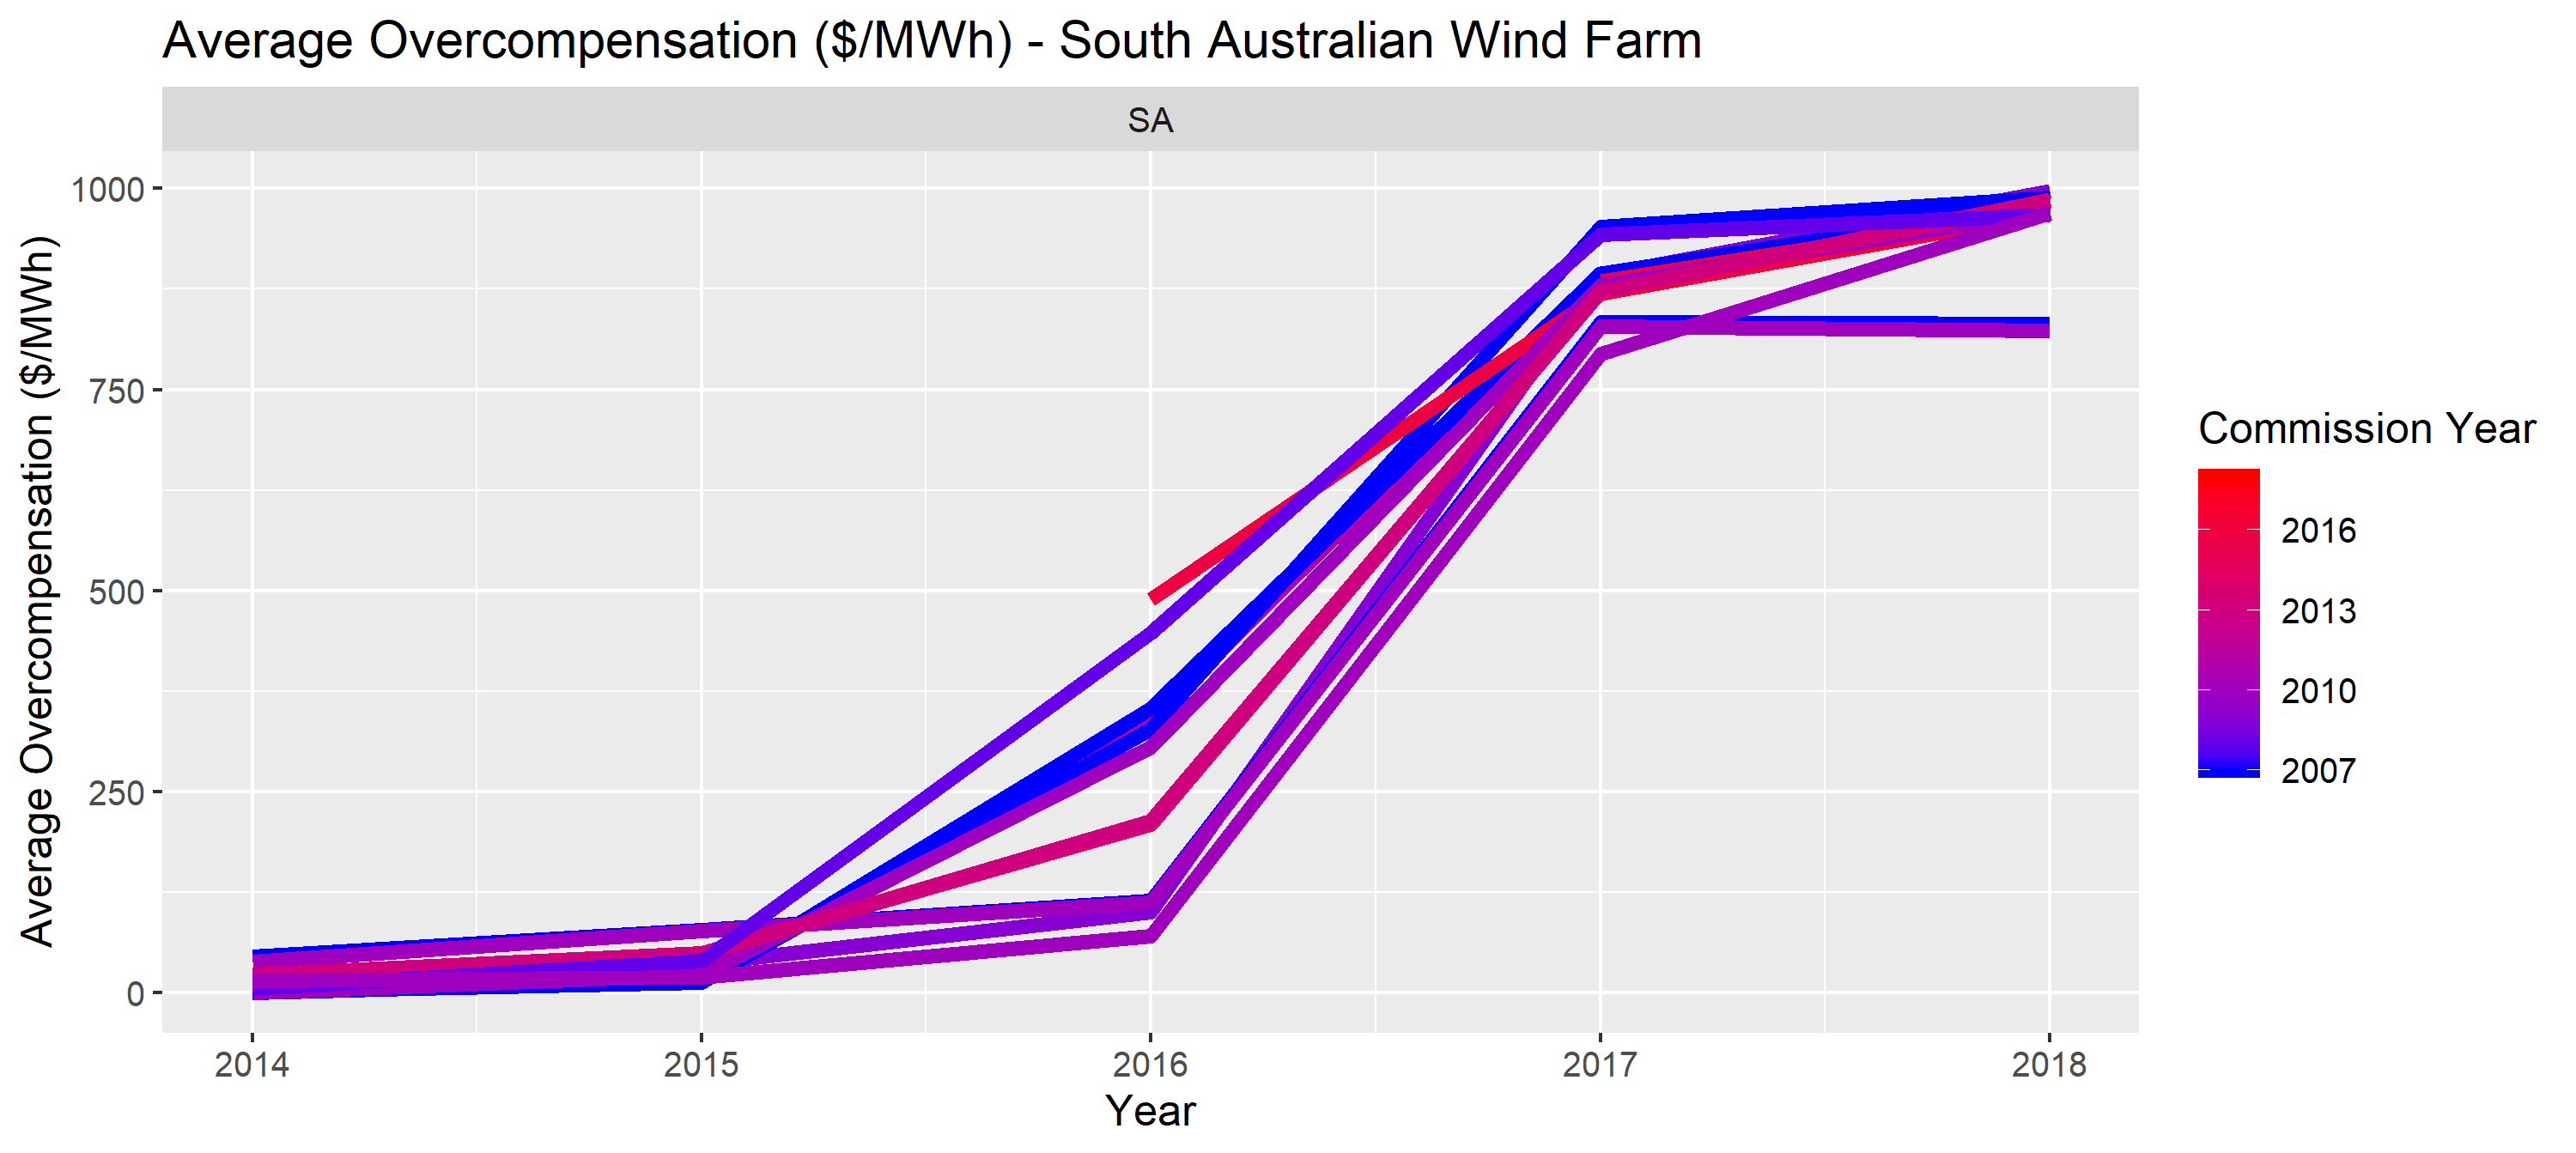 Average Overcompensation ($/MWh) - South Australian Wind Farm
SA
Average Overcompensation ($/MWh)
1000
750
500
250
0
2014
2015
2016
2017
2018
Year
Commission Year
2016
2013
2010
2007